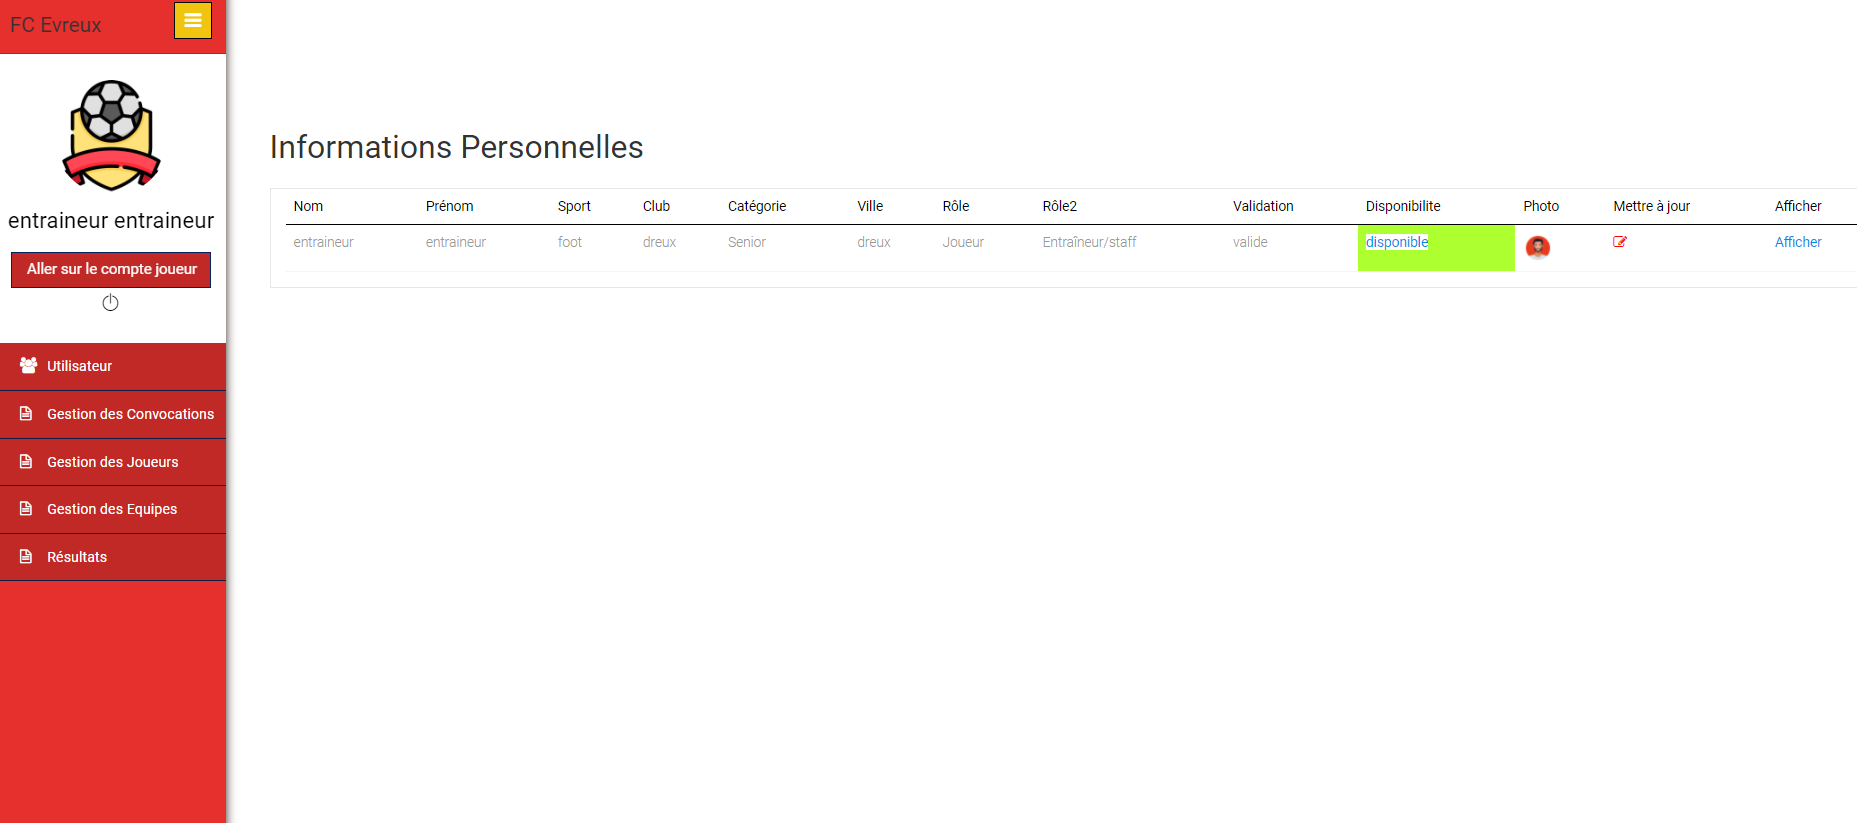 FC Evreux
entraineur entraineur
Aller sur le compte joueur
Utilisateur
Gestion des Convocations
Gestion des Joueurs
Gestion des Equipes
Résultats
Informations Personnelles
Nom Prénom Sport Club Catégorie Ville Rôle Rôle2 Validation Disponibilite Photo Mettre à jour Afficher
entraineur entraineur foot dreux Senior dreux Joueur Entraîneur/staff valide disponible Afficher